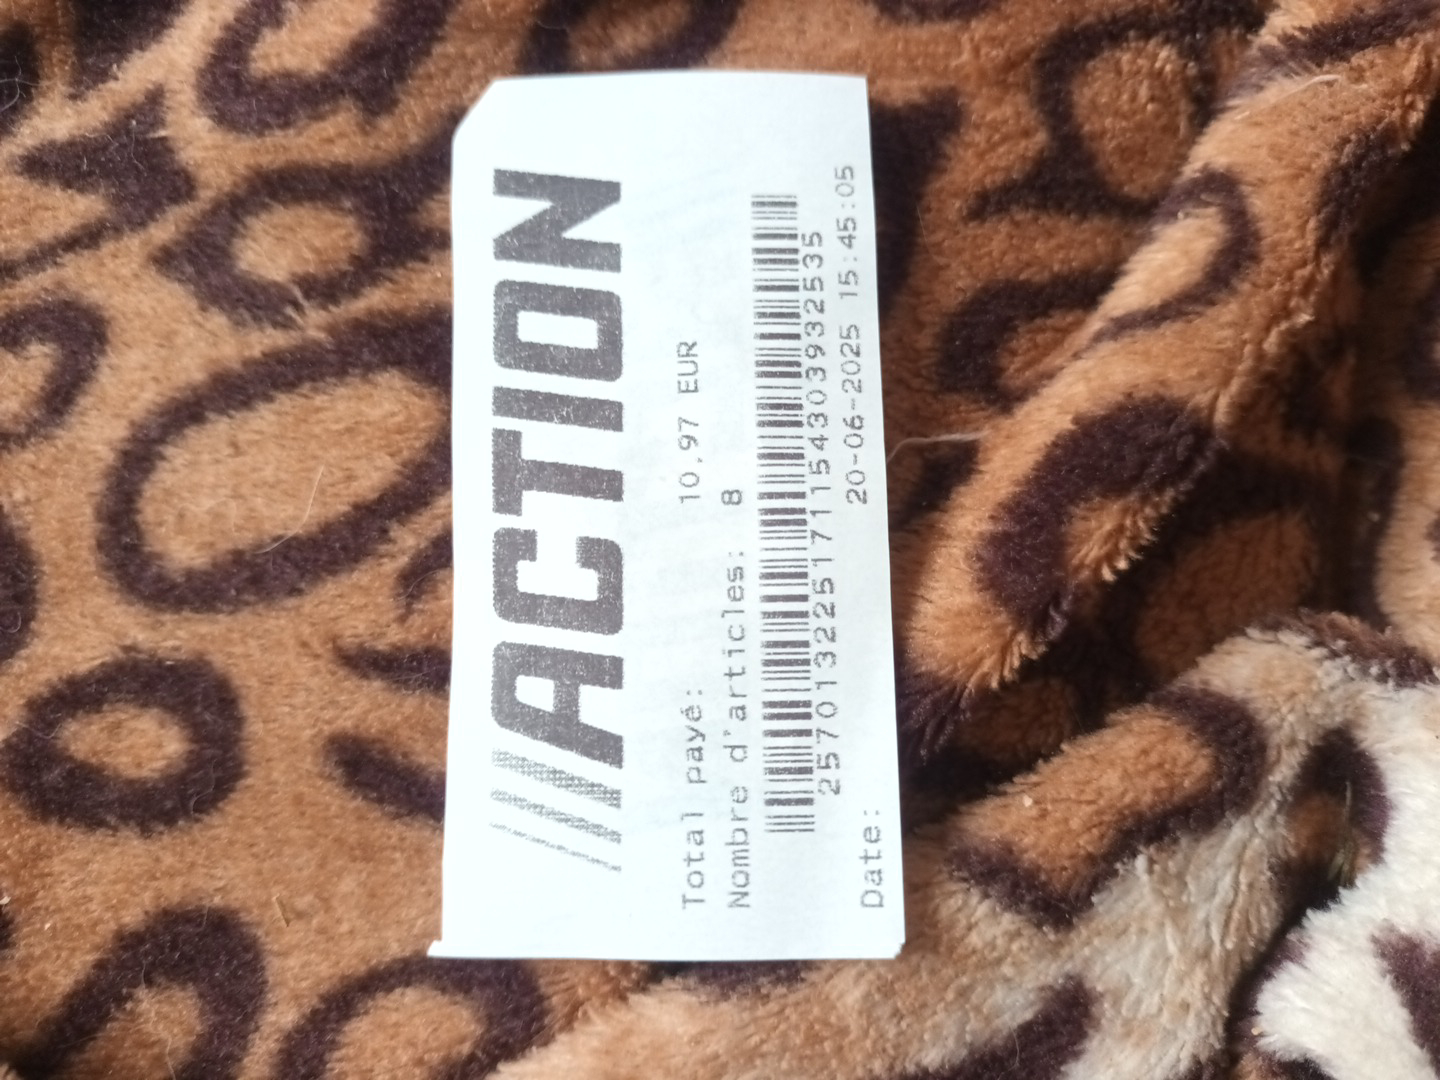 ACTION
Total payé: 10,97 EUR
Nombre d'articles: 8
2570132251711543039325​35
Date: 20-06-2025 15:45:05